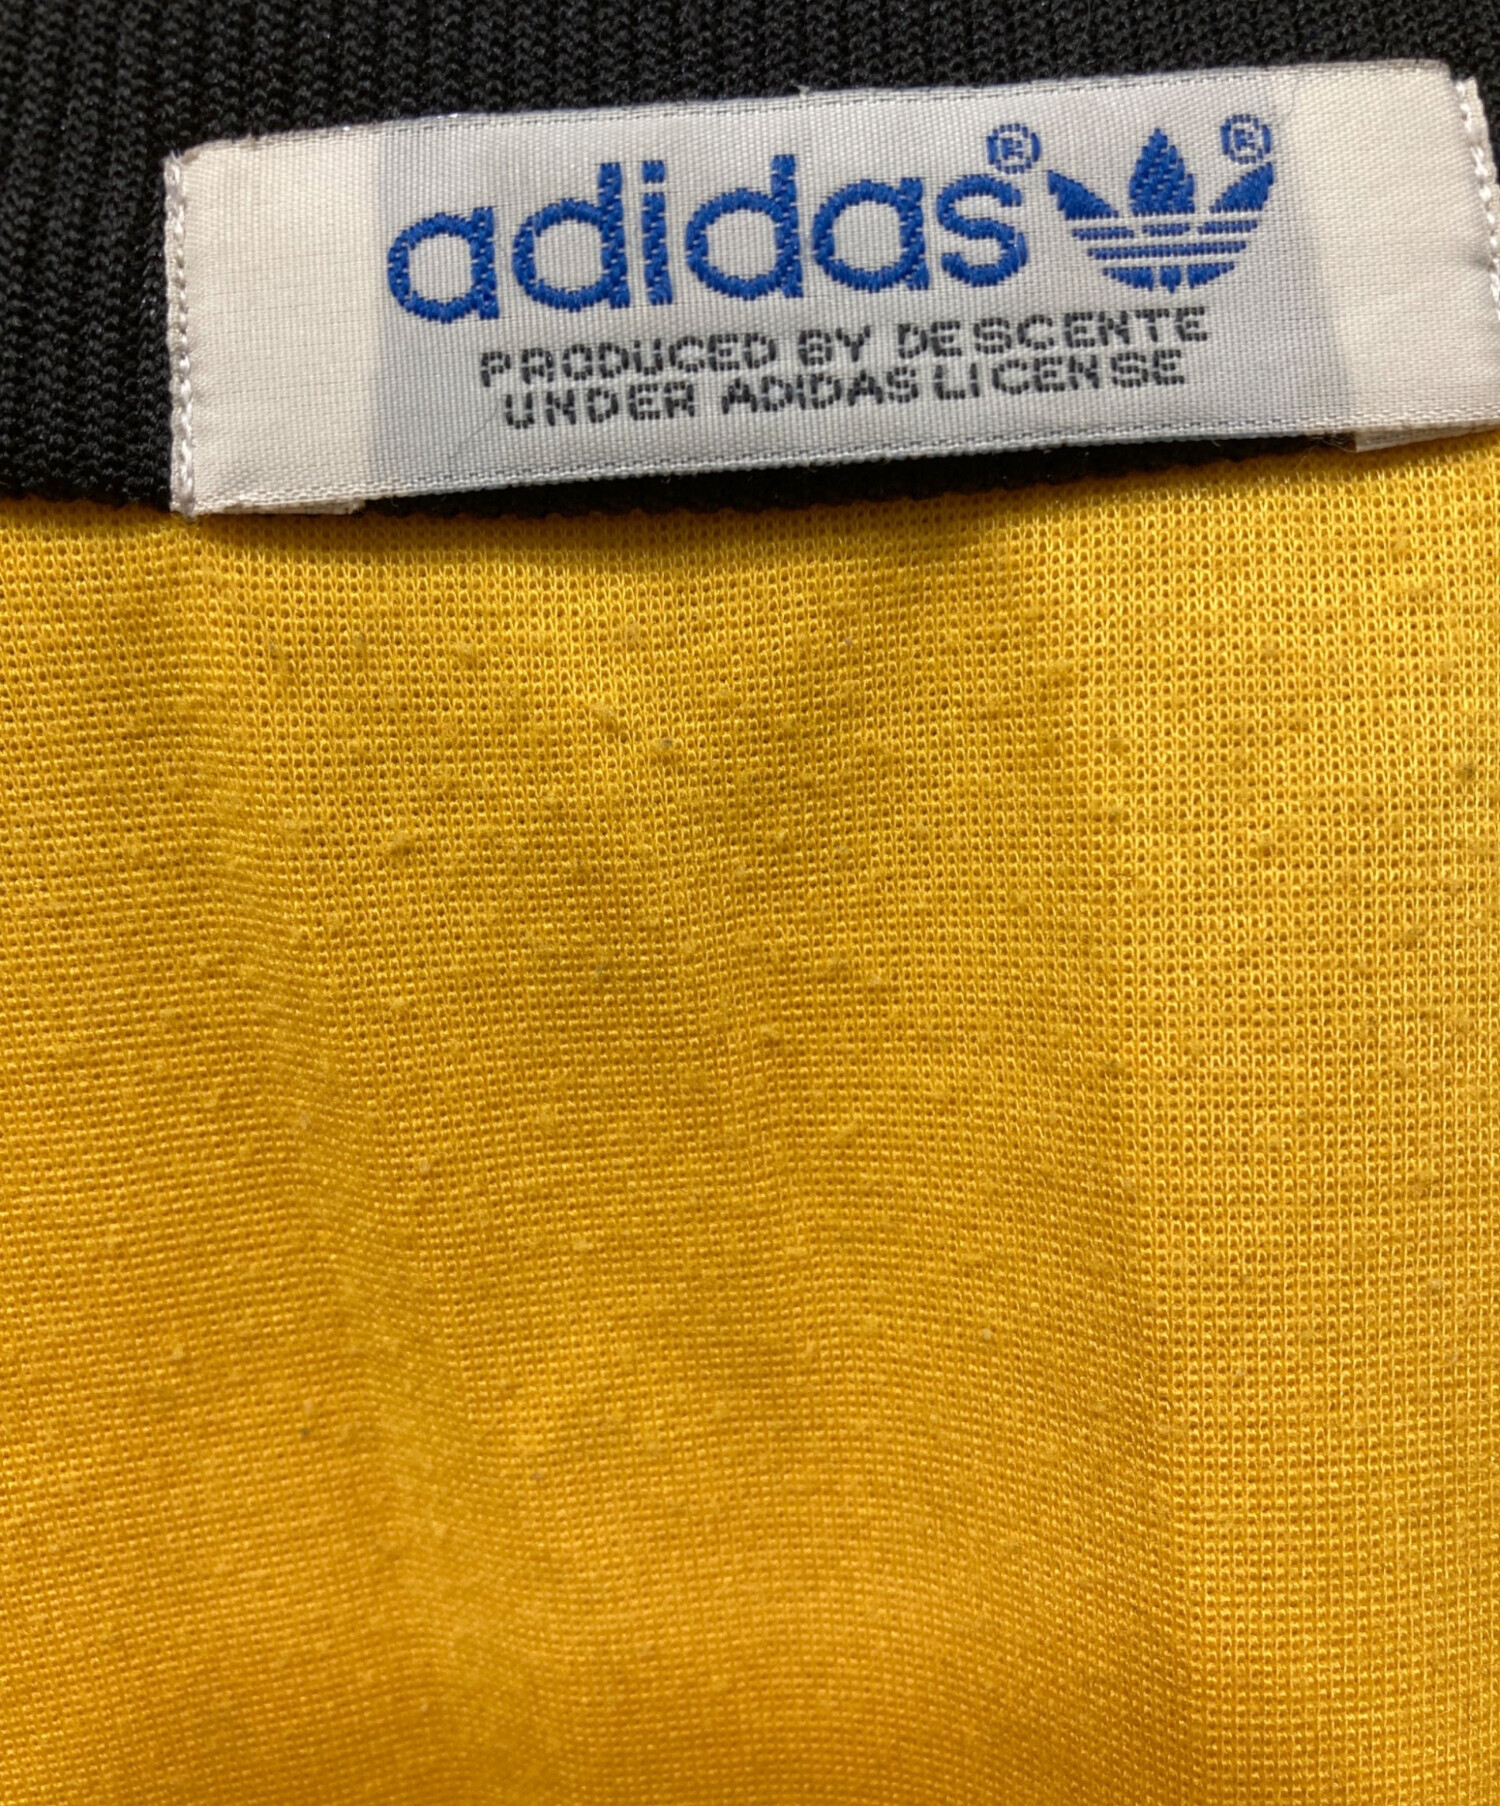 adidas® ®
PRODUCED BY DESCENTE
UNDER ADIDAS LICENSE